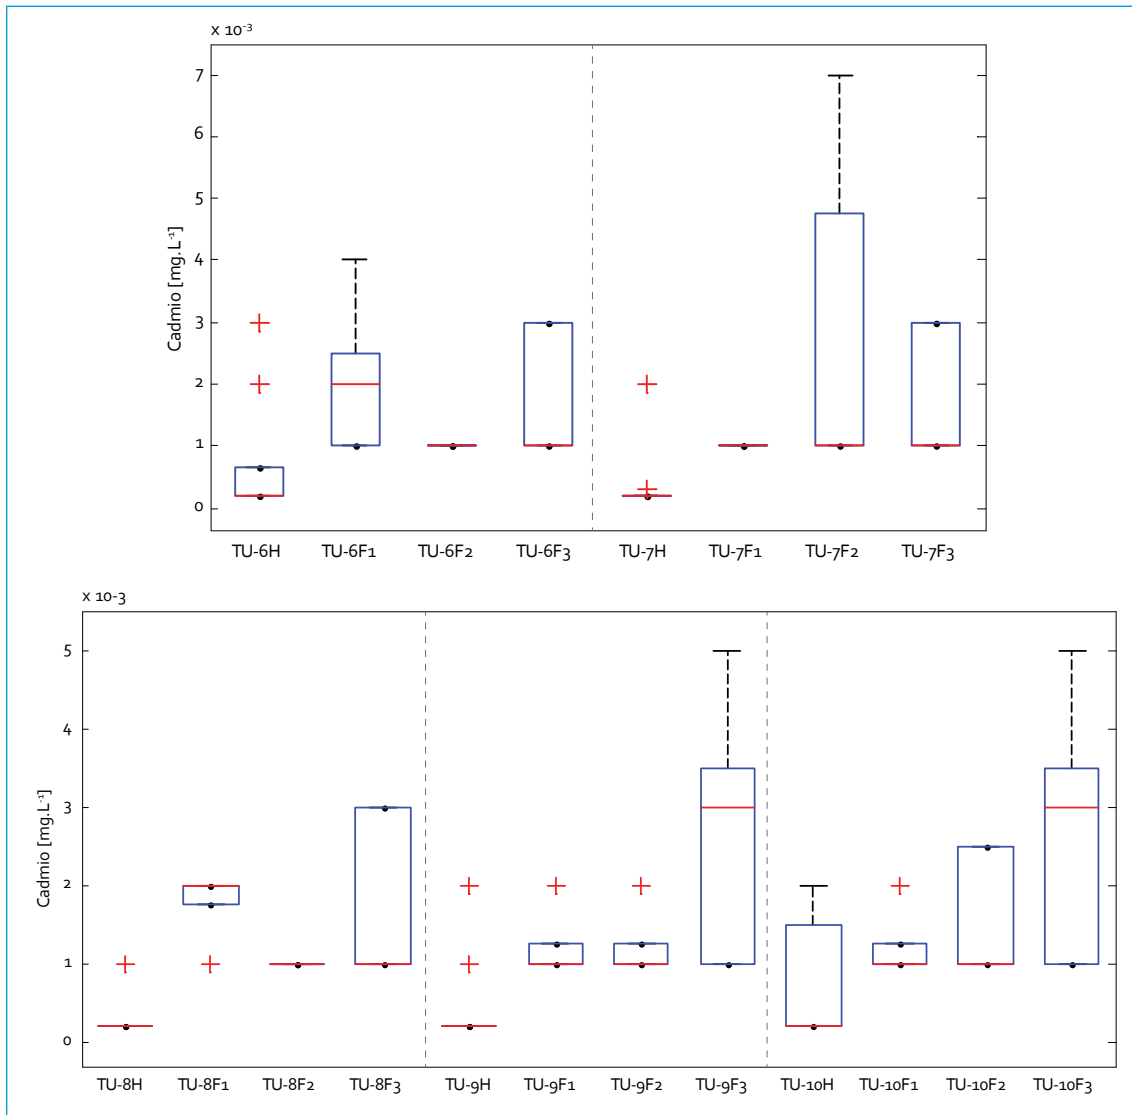 x 10-3
7
6
5
4
3
2
1
0
Cadmio [mg.L-1]
TU-6H TU-6F1 TU-6F2 TU-6F3 TU-7H TU-7F1 TU-7F2 TU-7F3
x 10-3
5
4
3
2
1
0
Cadmio [mg.L-1]
TU-8H TU-8F1 TU-8F2 TU-8F3 TU-9H TU-9F1 TU-9F2 TU-9F3 TU-10H TU-10F1 TU-10F2 TU-10F3